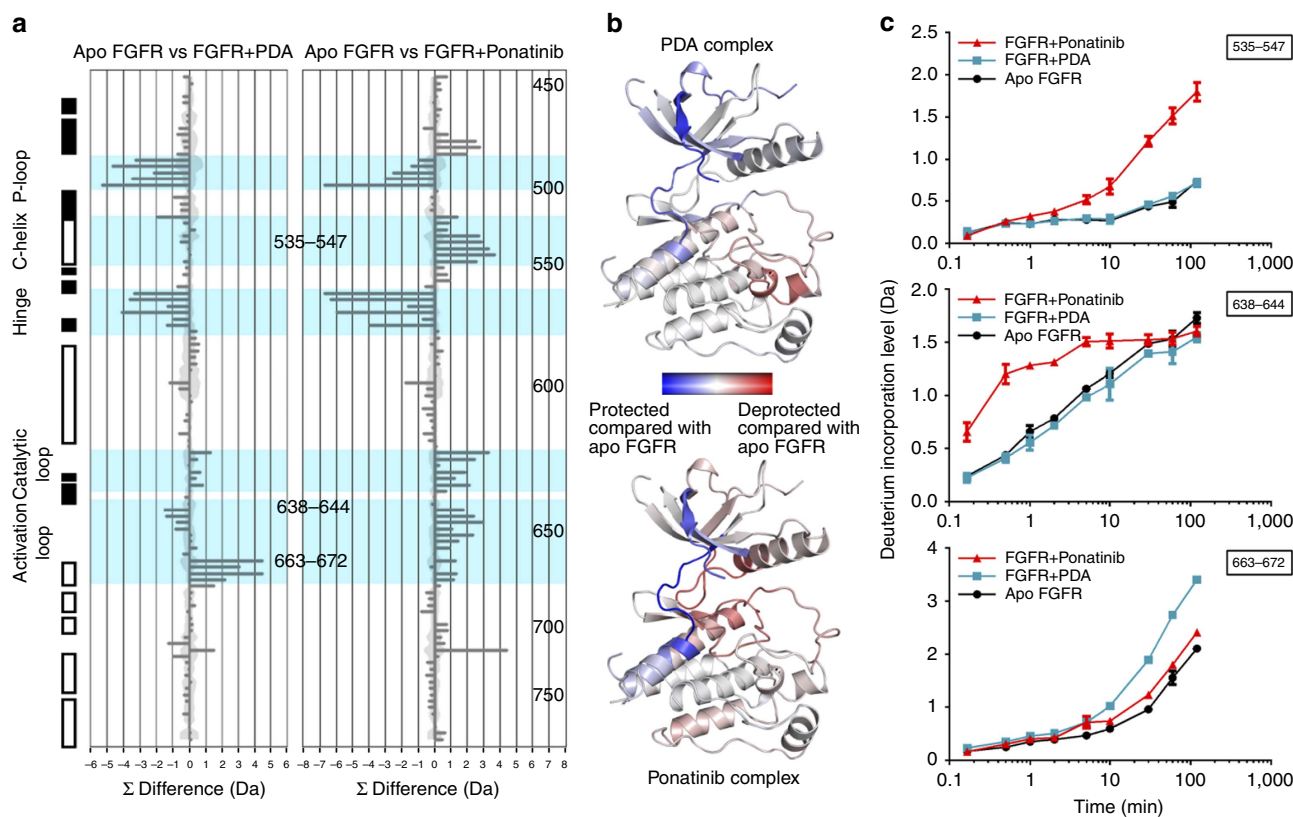 a
Apo FGFR vs FGFR+PDA
Apo FGFR vs FGFR+Ponatinib
P-loop
C-helix
Hinge
Catalytic
loop
Activation
loop
535–547
638–644
663–672
450
500
550
600
650
700
750
−6 −5 −4 −3 −2 −1 0 1 2 3 4 5 6
−8 −7 −6 −5 −4 −3 −2 −1 0 1 2 3 4 5 6 7 8
Σ Difference (Da)
Σ Difference (Da)
b
PDA complex
Protected
compared with
apo FGFR
Deprotected
compared with
apo FGFR
Ponatinib complex
c
Deuterium incorporation level (Da)
2.5
2.0
1.5
1.0
0.5
0.0
FGFR+Ponatinib
FGFR+PDA
Apo FGFR
535–547
0.1 1 10 100 1,000
2.0
1.5
1.0
0.5
0.0
FGFR+Ponatinib
FGFR+PDA
Apo FGFR
638–644
0.1 1 10 100 1,000
4
3
2
1
0
FGFR+Ponatinib
FGFR+PDA
Apo FGFR
663–672
0.1 1 10 100 1,000
Time (min)